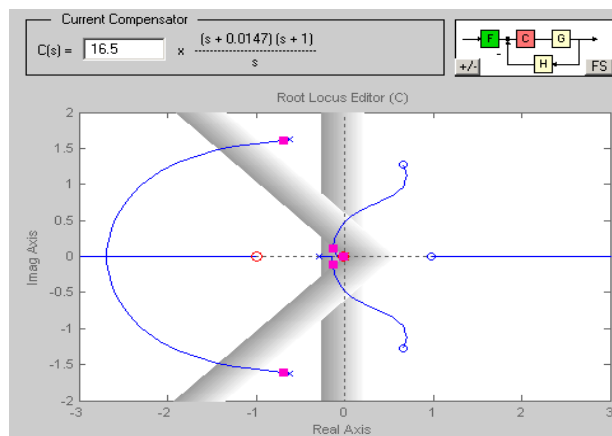 Current Compensator
C(s) = 16.5 x (s + 0.0147) (s + 1)
s
F C G
H
+/- - FS
Root Locus Editor (C)
2
1.5
1
0.5
0
-0.5
-1
-1.5
-2
Imag Axis
-3 -2 -1 0 1 2 3
Real Axis